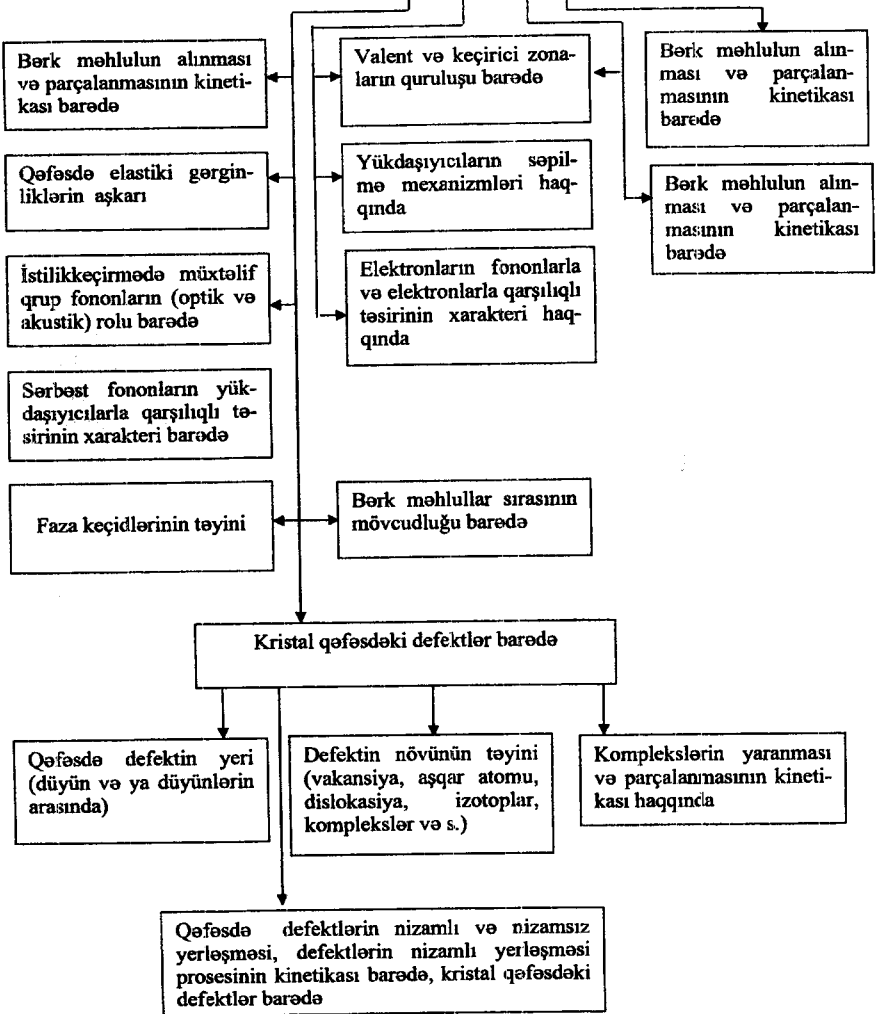 Bərk məhlulun alınması
və parçalanmasının kineti-
kası barədə
Valent və keçirici zona-
ların quruluşu barədə
Bərk məhlulun alın-
ması və parçalan-
masının kinetikası
barədə
Qəfəsdə elastiki gərgin-
liklərin aşkarı
Yükdaşıyıcıların səpil-
mə mexanizmləri haq-
qında
Bərk məhlulun alın-
ması və parçalan-
masının kinetikası
barədə
İstilikkeçirmədə müxtəlif
qrup fononların (optik və
akustik) rolu barədə
Elektronların fononlarla
və elektronlarla qarşılıqlı
təsirinin xarakteri haq-
qında
Sərbəst fononların yük-
daşıyıcılarla qarşılıqlı tə-
sirinin xarakteri barədə
Faza keçidlərinin təyini
Bərk məhlullar sırasının
mövcudluğu barədə
Kristal qəfəsdəki defektlər barədə
Qəfəsdə defektin yeri
(düyün və ya düyünlərin
arasında)
Defektin növünün təyini
(vakansiya, aşqar atomu,
dislokasiya, izotoplar,
komplekslər və s.)
Komplekslərin yaranması
və parçalanmasının kineti-
kası haqqında
Qəfəsdə defektlərin nizamlı və nizamsız
yerləşməsi, defektlərin nizamlı yerləşməsi
prosesinin kinetikası barədə, kristal qəfəsdəki
defektlər barədə